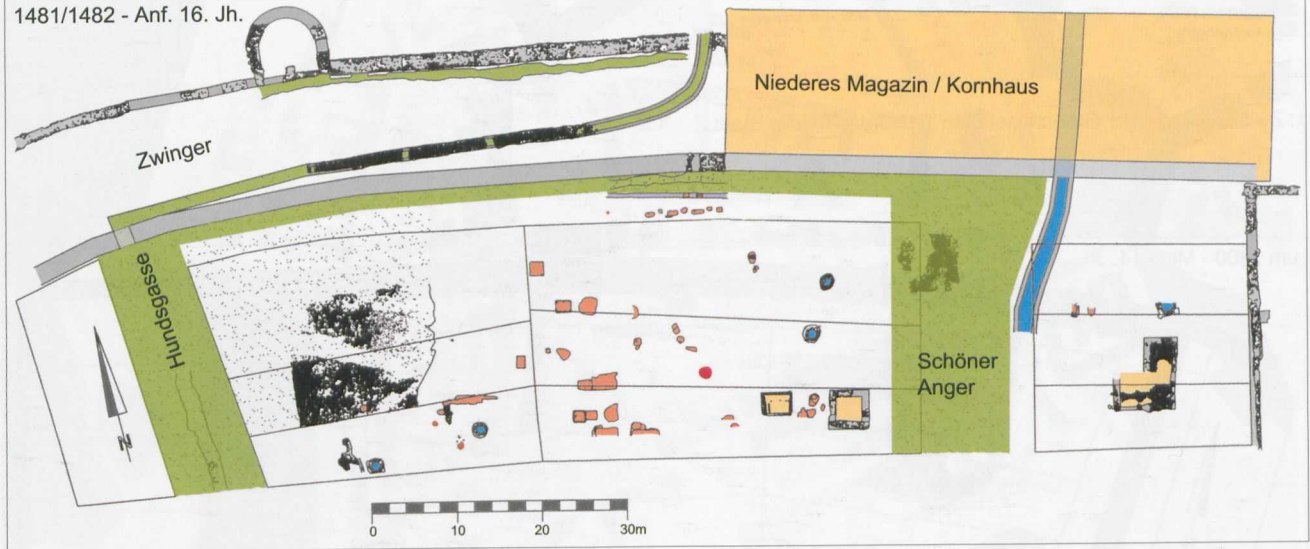 1481/1482 - Anf. 16. Jh.
Niederes Magazin / Kornhaus
Zwinger
Hundsgasse
Schöner
Anger
N
0 10 20 30m